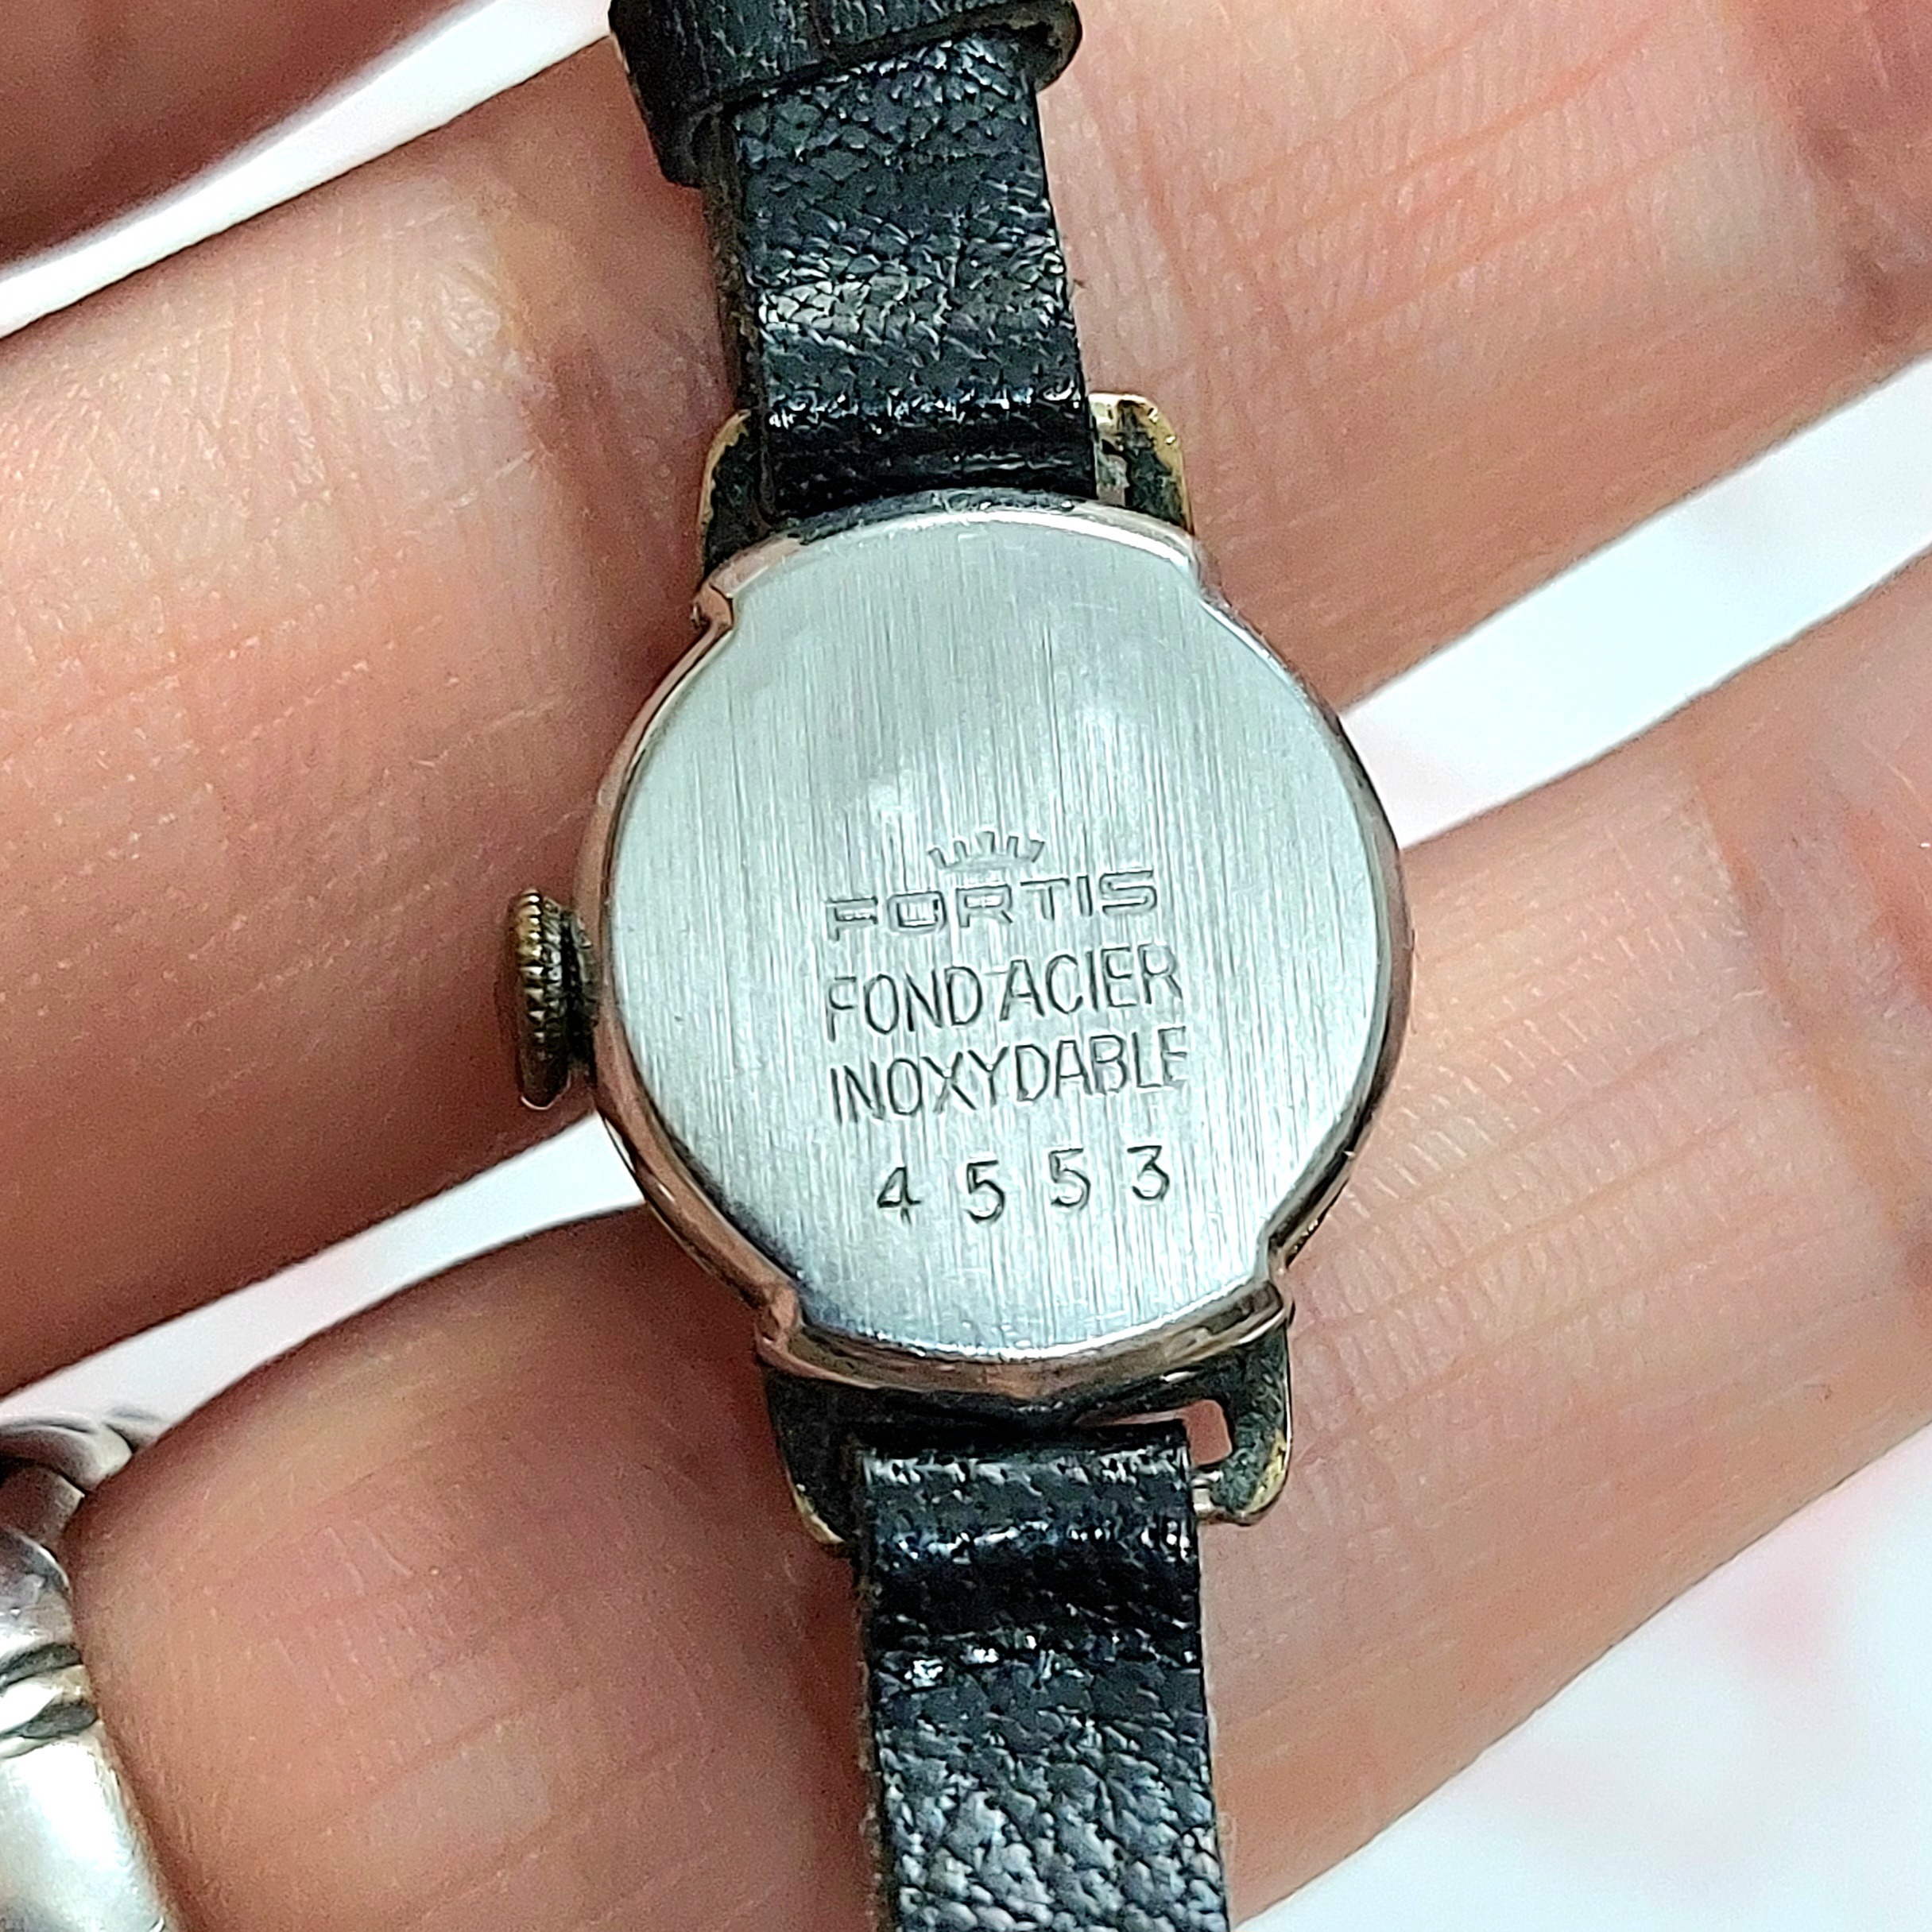 FORTIS
FOND ACIER
INOXYDABLE
4553